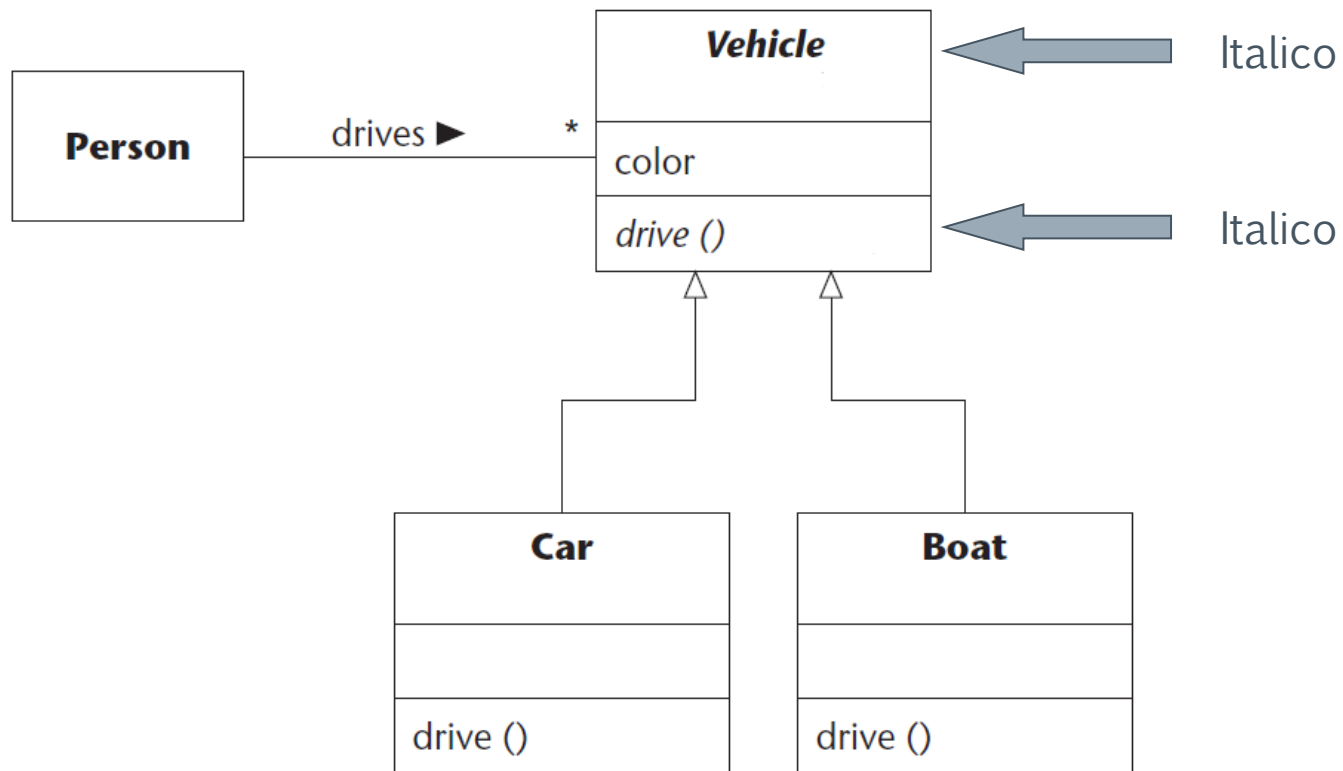 Vehicle
Italico
Person
drives ► *
color
drive ()
Italico
Car
Boat
drive ()
drive ()